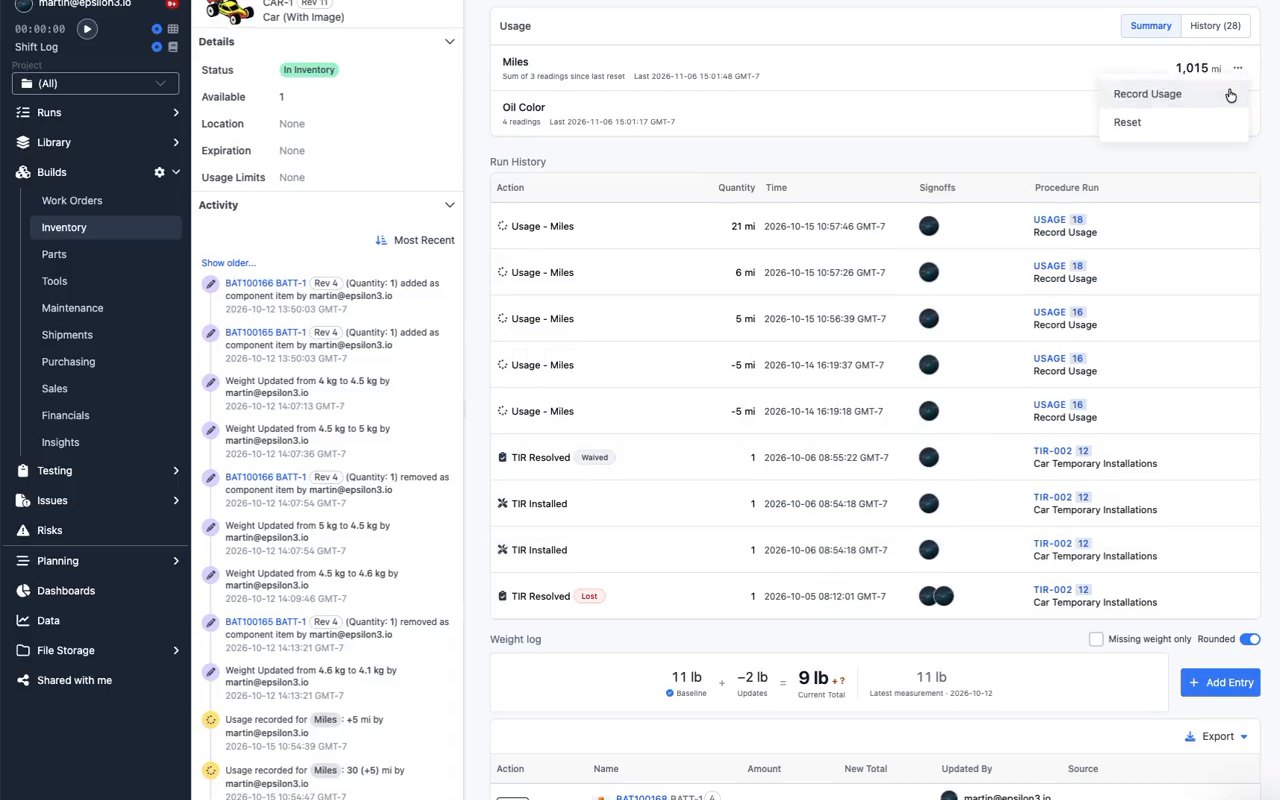 martin@epsilon3.io
9+
00:00:00
Shift Log
Project
(All)
Runs
Library
Builds
Work Orders
Inventory
Parts
Tools
Maintenance
Shipments
Purchasing
Sales
Financials
Insights
Testing
Issues
Risks
Planning
Dashboards
Data
File Storage
Shared with me
CAR-1 Rev 11
Car (With Image)
Details
Status In Inventory
Available 1
Location None
Expiration None
Usage Limits None
Activity
Most Recent
Show older...
BAT100166 BATT-1 Rev 4 (Quantity: 1) added as
component item by martin@epsilon3.io
2026-10-12 13:50:03 GMT-7
BAT100165 BATT-1 Rev 4 (Quantity: 1) added as
component item by martin@epsilon3.io
2026-10-12 13:50:03 GMT-7
Weight Updated from 4 kg to 4.5 kg by
martin@epsilon3.io
2026-10-12 14:07:13 GMT-7
Weight Updated from 4.5 kg to 5 kg by
martin@epsilon3.io
2026-10-12 14:07:36 GMT-7
BAT100166 BATT-1 Rev 4 (Quantity: 1) removed as
component item by martin@epsilon3.io
2026-10-12 14:07:54 GMT-7
Weight Updated from 5 kg to 4.5 kg by
martin@epsilon3.io
2026-10-12 14:07:54 GMT-7
Weight Updated from 4.5 kg to 4.6 kg by
martin@epsilon3.io
2026-10-12 14:09:46 GMT-7
BAT100165 BATT-1 Rev 4 (Quantity: 1) removed as
component item by martin@epsilon3.io
2026-10-12 14:13:21 GMT-7
Weight Updated from 4.6 kg to 4.1 kg by
martin@epsilon3.io
2026-10-12 14:13:21 GMT-7
Usage recorded for Miles : +5 mi by
martin@epsilon3.io
2026-10-15 10:54:39 GMT-7
Usage recorded for Miles : 30 (+5) mi by
martin@epsilon3.io
2026-10-15 10:54:47 GMT-7
Usage
Summary History (28)
Miles
Sum of 3 readings since last reset Last 2026-11-06 15:01:48 GMT-7
1,015 mi
Record Usage
Reset
Oil Color
4 readings Last 2026-11-06 15:01:17 GMT-7
Run History
Action Quantity Time Signoffs Procedure Run
Usage - Miles 21 mi 2026-10-15 10:57:46 GMT-7 USAGE 18
Record Usage
Usage - Miles 6 mi 2026-10-15 10:57:26 GMT-7 USAGE 18
Record Usage
Usage - Miles 5 mi 2026-10-15 10:56:39 GMT-7 USAGE 16
Record Usage
Usage - Miles -5 mi 2026-10-14 16:19:37 GMT-7 USAGE 16
Record Usage
Usage - Miles -5 mi 2026-10-14 16:19:18 GMT-7 USAGE 16
Record Usage
TIR Resolved Waived 1 2026-10-06 08:55:22 GMT-7 TIR-002 12
Car Temporary Installations
TIR Installed 1 2026-10-06 08:54:18 GMT-7 TIR-002 12
Car Temporary Installations
TIR Installed 1 2026-10-06 08:54:18 GMT-7 TIR-002 12
Car Temporary Installations
TIR Resolved Lost 1 2026-10-05 08:12:01 GMT-7 TIR-002 12
Car Temporary Installations
Weight log
Missing weight only Rounded
11 lb + −2 lb = 9 lb + ? 11 lb
Baseline Updates Current Total Latest measurement · 2026-10-12
+ Add Entry
Export
Action Name Amount New Total Updated By Source
BAT100168 BATT-1 4 martin@epsilon3.io